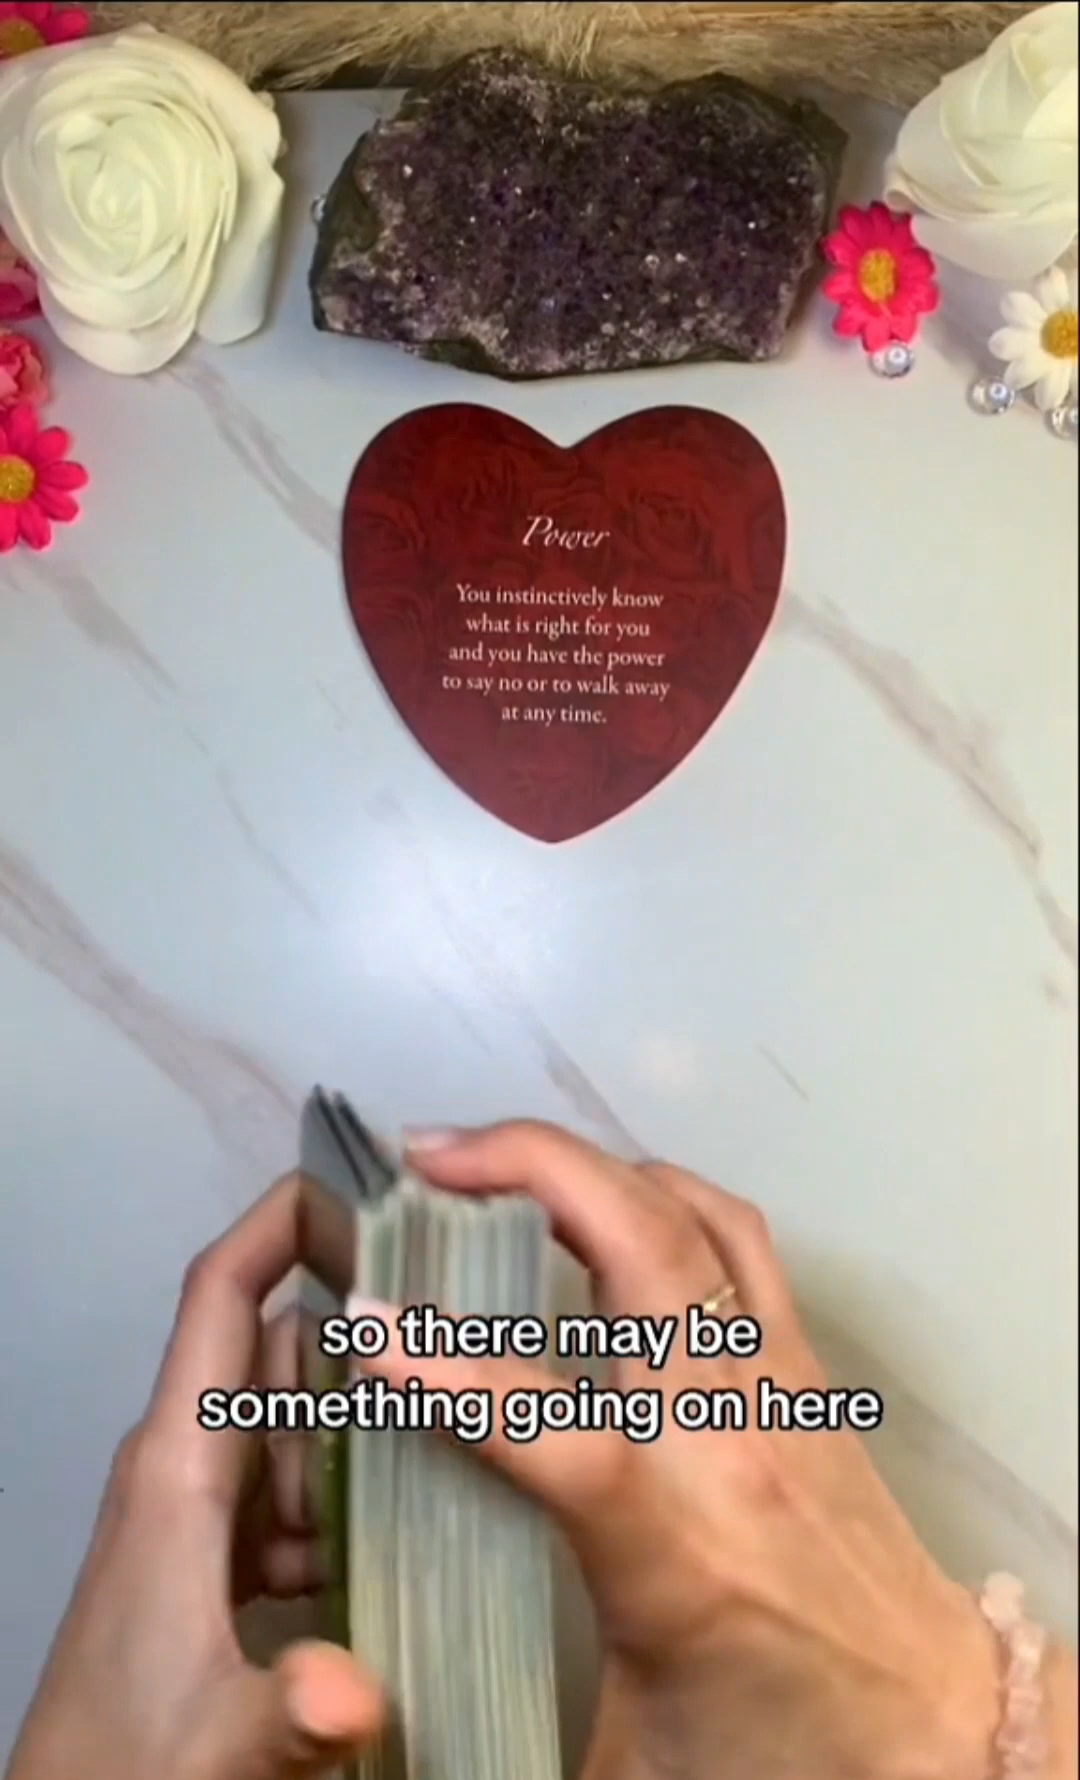 Power
You instinctively know
what is right for you
and you have the power
to say no or to walk away
at any time.
so there may be
something going on here